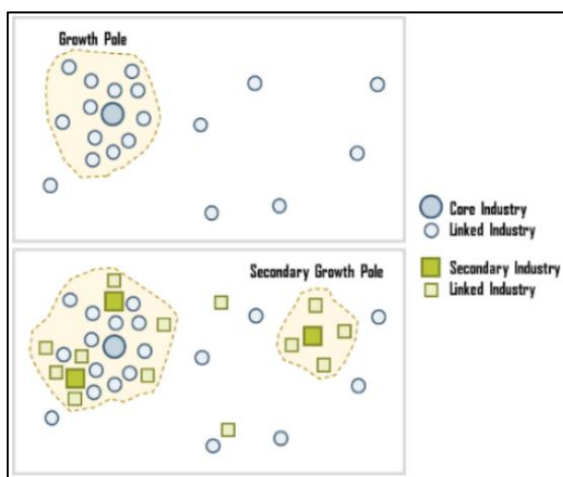 Growth Pole
Core Industry
Linked Industry
Secondary Growth Pole
Secondary Industry
Linked Industry